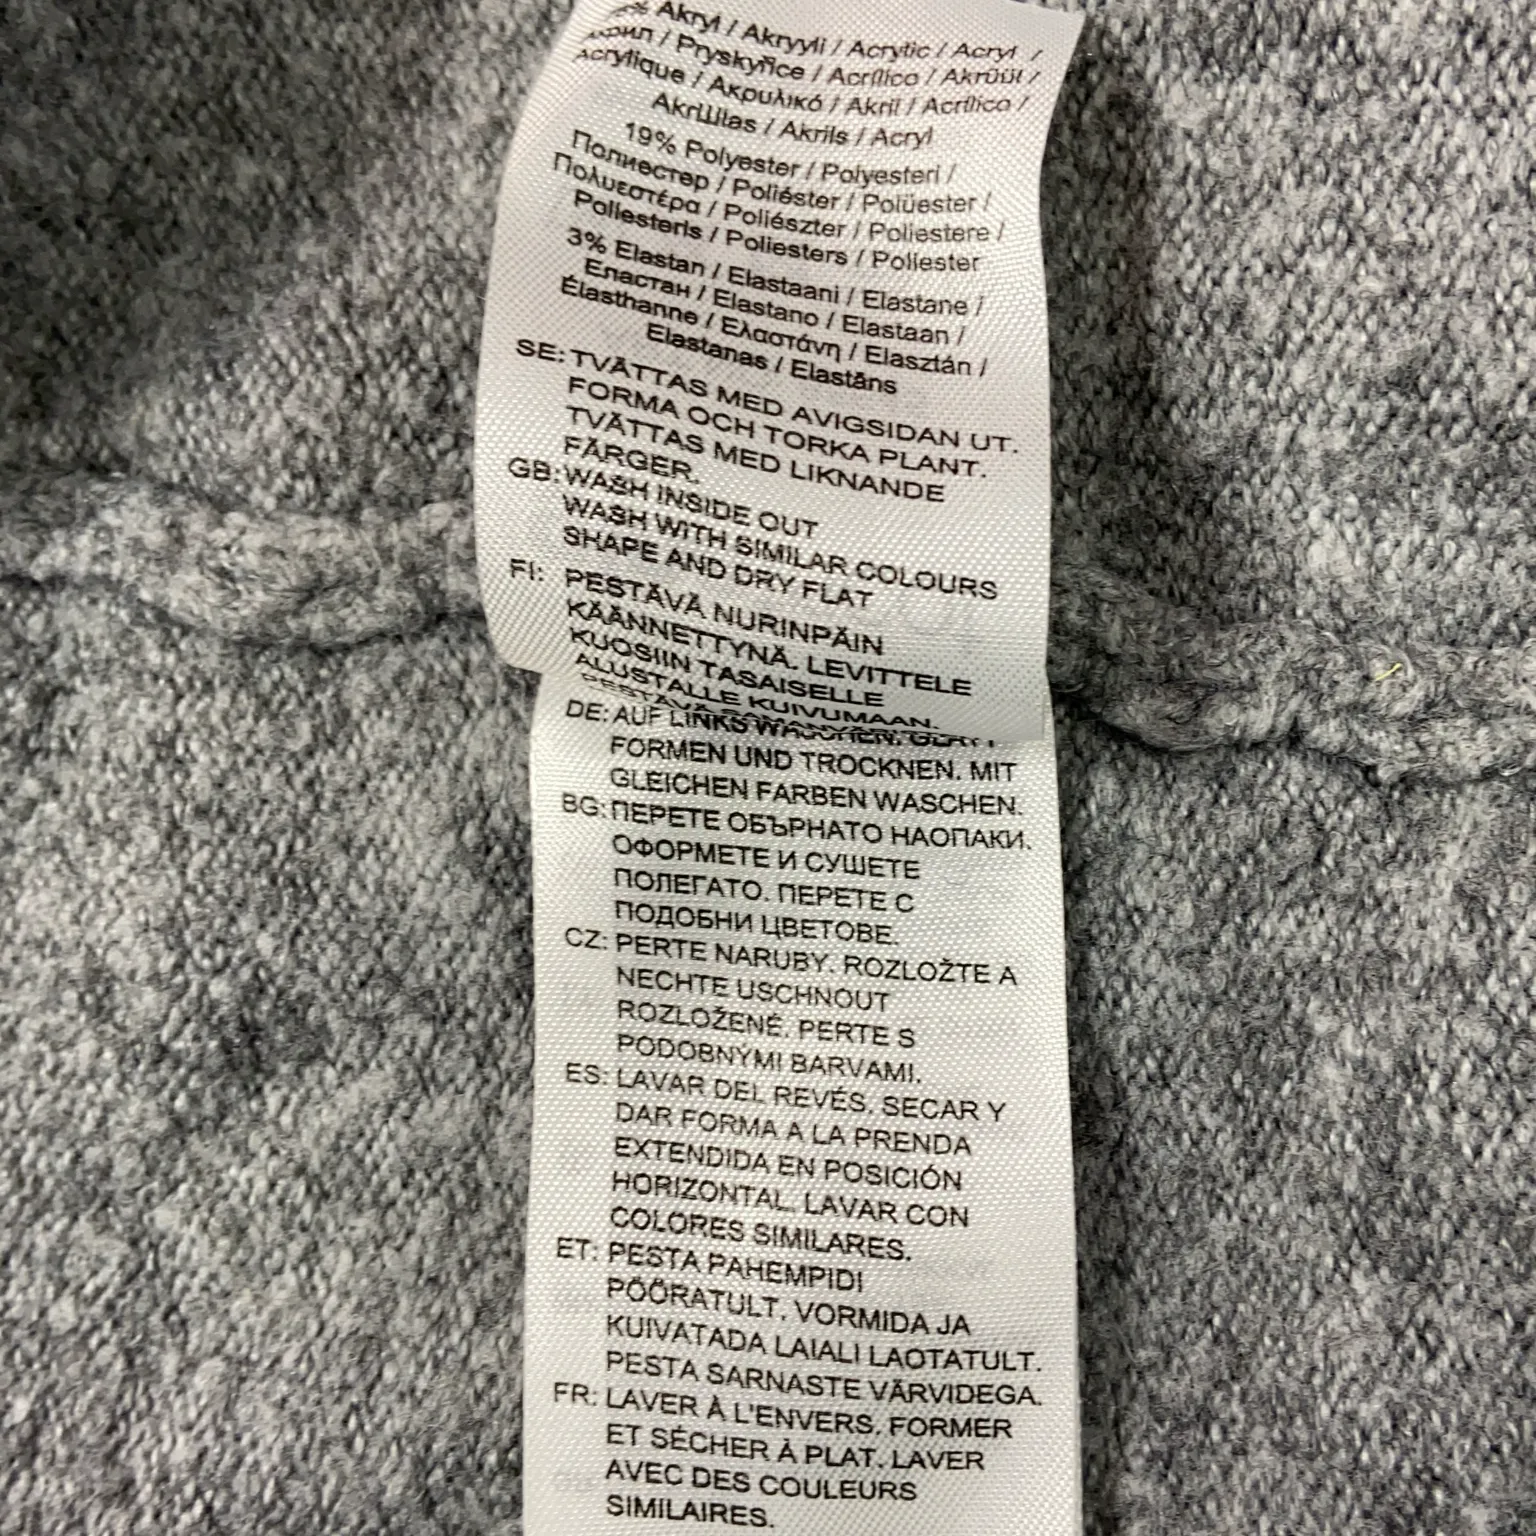 % Akryl / Akryyli / Acrylic / Acryl /
/ Pryskyřice / Acrílico / Akrüül /
Acrylique / Ακρυλικό / Akril / Acrílico /
Akrilas / Akrils / Acryl
19% Polyester / Polyesteri /
Полиестер / Poliéster / Polüester /
Πολυεστέρα / Poliészter / Poliestere /
Poliesteris / Poliesters / Poliester
3% Elastan / Elastaani / Elastane /
Еластан / Elastano / Elastaan /
Élasthanne / Ελαστάνη / Elasztán /
Elastanas / Elastāns
SE: TVÄTTAS MED AVIGSIDAN UT.
FORMA OCH TORKA PLANT.
TVÄTTAS MED LIKNANDE
FÄRGER.
GB: WASH INSIDE OUT
WASH WITH SIMILAR COLOURS
SHAPE AND DRY FLAT
FI: PESTÄVÄ NURINPÄIN
KÄÄNNETTYNÄ. LEVITTELE
KUOSIIN TASAISELLE
ALUSTALLE KUIVUMAAN.
PESTÄVÄ
DE: AUF LINKS WASCHEN. GLATT
FORMEN UND TROCKNEN. MIT
GLEICHEN FARBEN WASCHEN.
BG: ПЕРЕТЕ ОБЪРНАТО НАОПАКИ.
ОФОРМЕТЕ И СУШЕТЕ
ПОЛЕГАТО. ПЕРЕТЕ С
ПОДОБНИ ЦВЕТОВЕ.
CZ: PERTE NARUBY. ROZLOŽTE A
NECHTE USCHNOUT
ROZLOŽENÉ. PERTE S
PODOBNÝMI BARVAMI.
ES: LAVAR DEL REVÉS. SECAR Y
DAR FORMA A LA PRENDA
EXTENDIDA EN POSICIÓN
HORIZONTAL. LAVAR CON
COLORES SIMILARES.
ET: PESTA PAHEMPIDI
PÖÖRATULT. VORMIDA JA
KUIVATADA LAIALI LAOTATULT.
PESTA SARNASTE VÄRVIDEGA.
FR: LAVER À L'ENVERS. FORMER
ET SÉCHER À PLAT. LAVER
AVEC DES COULEURS
SIMILAIRES.